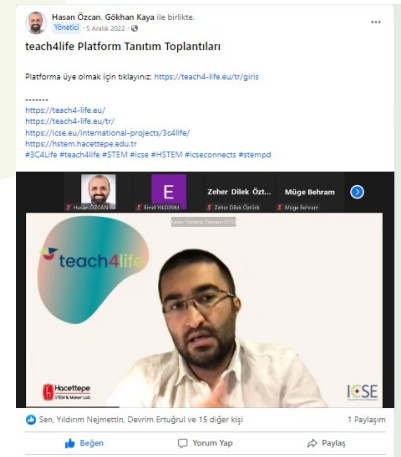 Hasan Özcan, Gökhan Kaya ile birlikte.
Yönetici · 5 Aralık 2022 ·
teach4life Platform Tanıtım Toplantıları
Platforma üye olmak için tıklayınız: https://teach4-life.eu/tr/giris
-------
https://teach4-life.eu/
https://teach4-life.eu/tr/
https://icse.eu/international-projects/3c4life/
https://hstem.hacettepe.edu.tr
#3C4Life #teach4life #STEM #icse #HSTEM #icseconnects #stempd
E
Zeher Dilek Özt...
Müge Behram
Hasan ÖZCAN
Emel YILDIRIM
Zeher Dilek Öztürk
Müge Behram
teach4life
Hacettepe
STEM & Maker Lab
ICSE
Sen, Yıldırım Nejmettin, Devrim Ertuğrul ve 15 diğer kişi
1 Paylaşım
Beğen
Yorum Yap
Paylaş